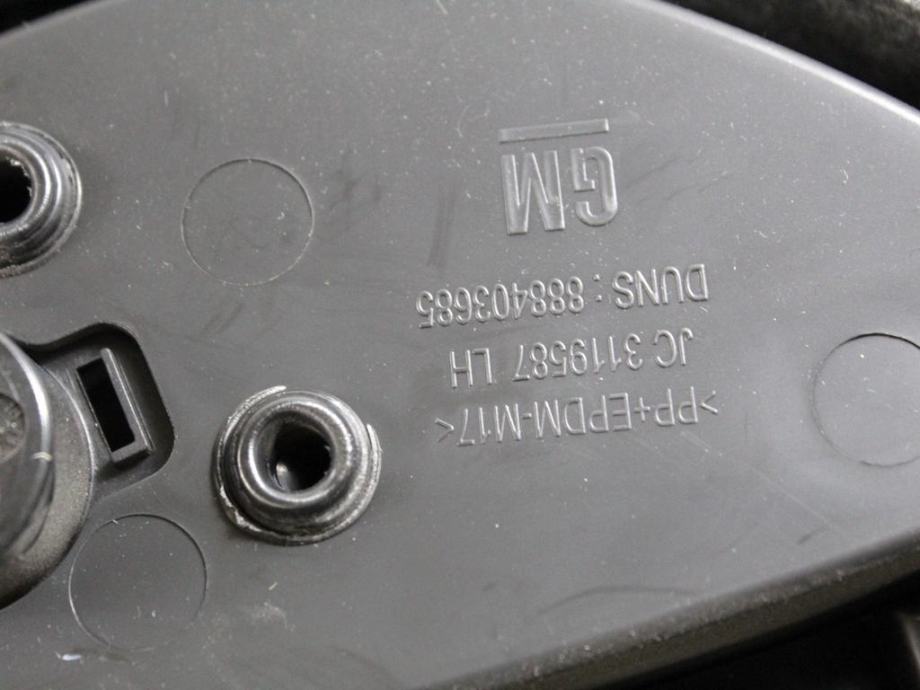 >PP+EPDM-M17<
JC 3119587 LH
DUNS : 888403685
GM